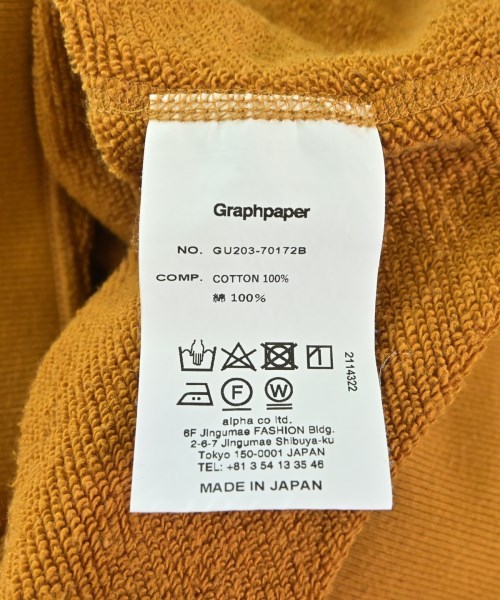 Graphpaper
NO. GU203-70172B
COMP. COTTON 100%
綿 100%
2114322
F W
alpha co ltd.
6F Jingumae FASHION Bldg.
2-6-7 Jingumae Shibuya-ku
Tokyo 150-0001 JAPAN
TEL: +81 3 54 13 35 46
MADE IN JAPAN